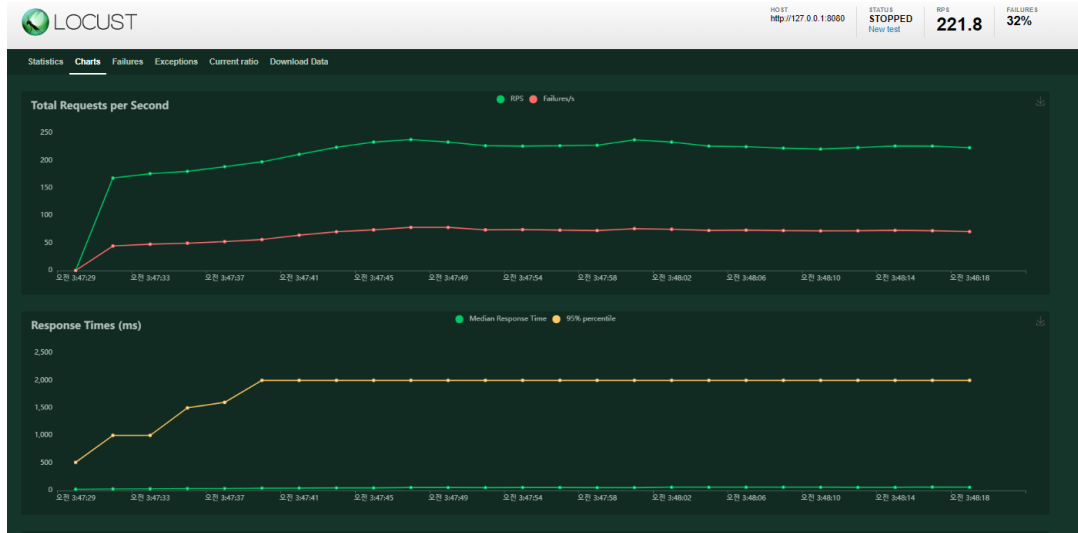 LOCUST
HOST
http://127.0.0.1:8080
STATUS
STOPPED
New test
RPS
221.8
FAILURES
32%
Statistics Charts Failures Exceptions Current ratio Download Data
Total Requests per Second
RPS Failures/s
250
200
150
100
50
0
오전 3:47:29 오전 3:47:33 오전 3:47:37 오전 3:47:41 오전 3:47:45 오전 3:47:49 오전 3:47:54 오전 3:47:58 오전 3:48:02 오전 3:48:06 오전 3:48:10 오전 3:48:14 오전 3:48:18
Response Times (ms)
Median Response Time 95% percentile
2,500
2,000
1,500
1,000
500
0
오전 3:47:29 오전 3:47:33 오전 3:47:37 오전 3:47:41 오전 3:47:45 오전 3:47:49 오전 3:47:54 오전 3:47:58 오전 3:48:02 오전 3:48:06 오전 3:48:10 오전 3:48:14 오전 3:48:18